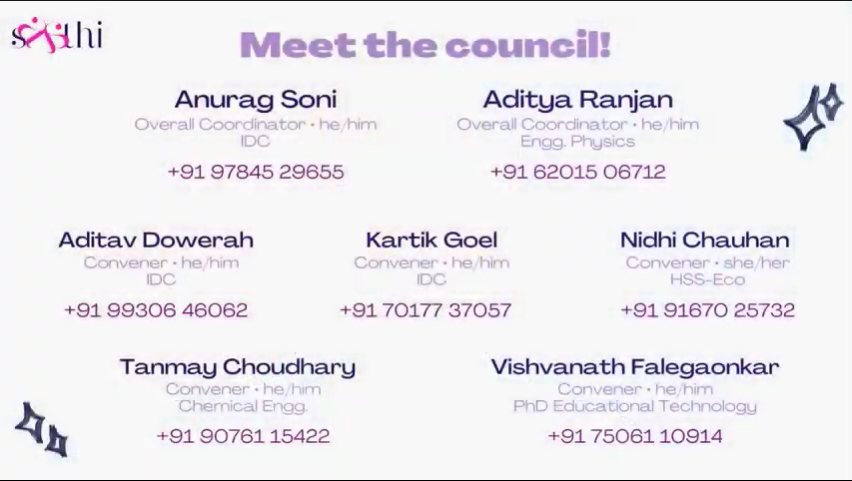 saathi
Meet the council!
Anurag Soni
Overall Coordinator • he/him
IDC
+91 97845 29655
Aditya Ranjan
Overall Coordinator • he/him
Engg. Physics
+91 62015 06712
Aditav Dowerah
Convener • he/him
IDC
+91 99306 46062
Kartik Goel
Convener • he/him
IDC
+91 70177 37057
Nidhi Chauhan
Convener • she/her
HSS-Eco
+91 91670 25732
Tanmay Choudhary
Convener • he/him
Chemical Engg.
+91 90761 15422
Vishvanath Falegaonkar
Convener • he/him
PhD Educational Technology
+91 75061 10914